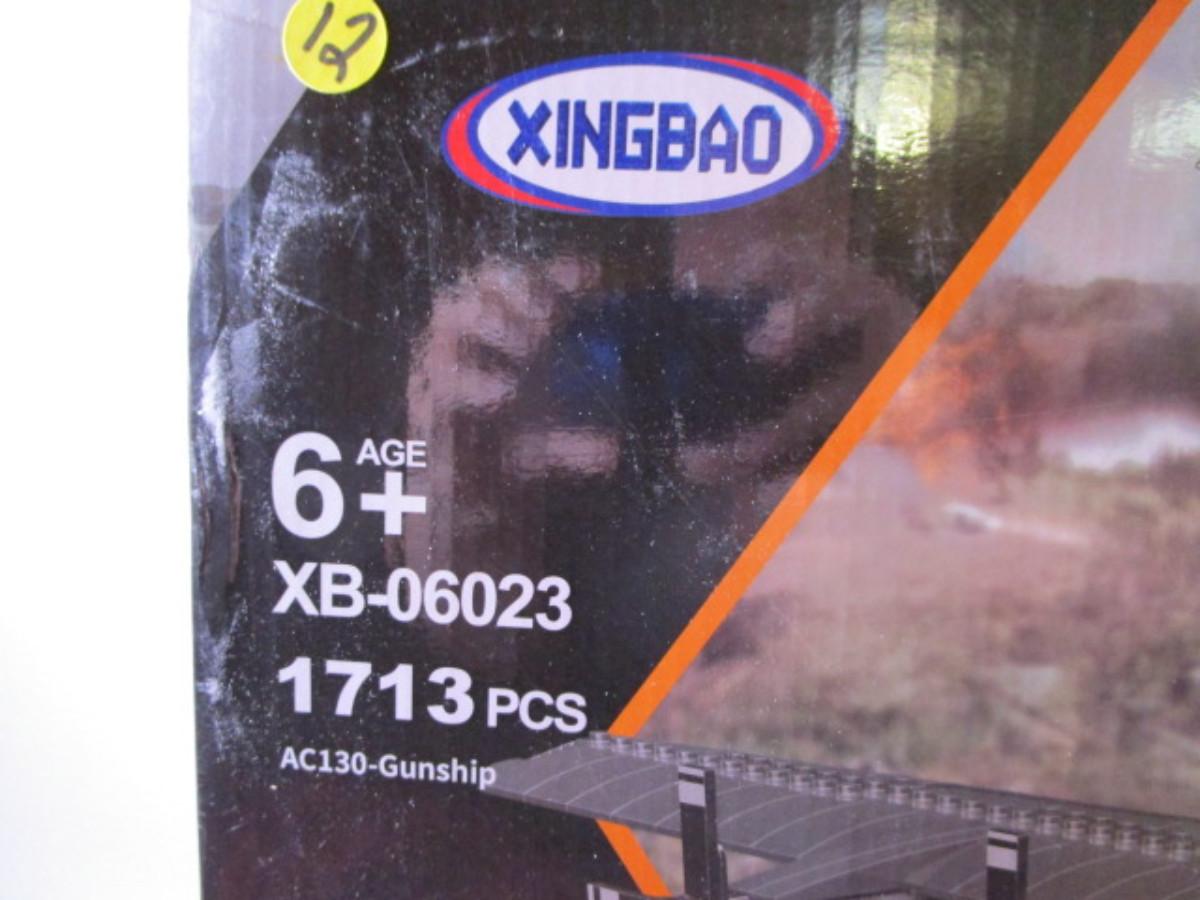 12
XINGBAO
AGE
6+
XB-06023
1713 PCS
AC130-Gunship